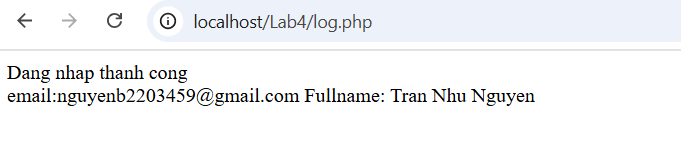 localhost/Lab4/log.php
Dang nhap thanh cong
email:nguyenb2203459@gmail.com Fullname: Tran Nhu Nguyen